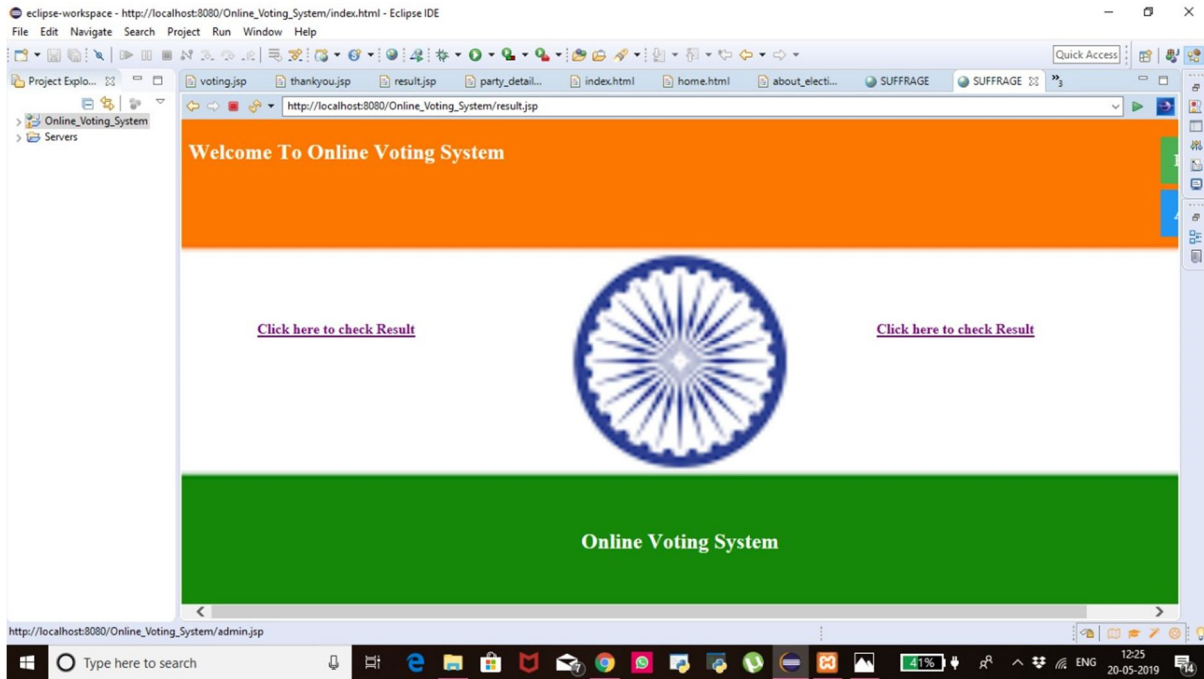 eclipse-workspace - http://localhost:8080/Online_Voting_System/index.html - Eclipse IDE
File Edit Navigate Search Project Run Window Help
Quick Access
Project Explo...
voting.jsp thankyou.jsp result.jsp party_detail... index.html home.html about_electi... SUFFRAGE SUFFRAGE »3
http://localhost:8080/Online_Voting_System/result.jsp
Online_Voting_System
Servers
Welcome To Online Voting System
Click here to check Result
Click here to check Result
Online Voting System
http://localhost:8080/Online_Voting_System/admin.jsp
Type here to search
7
41%
ENG
12:25
20-05-2019
14